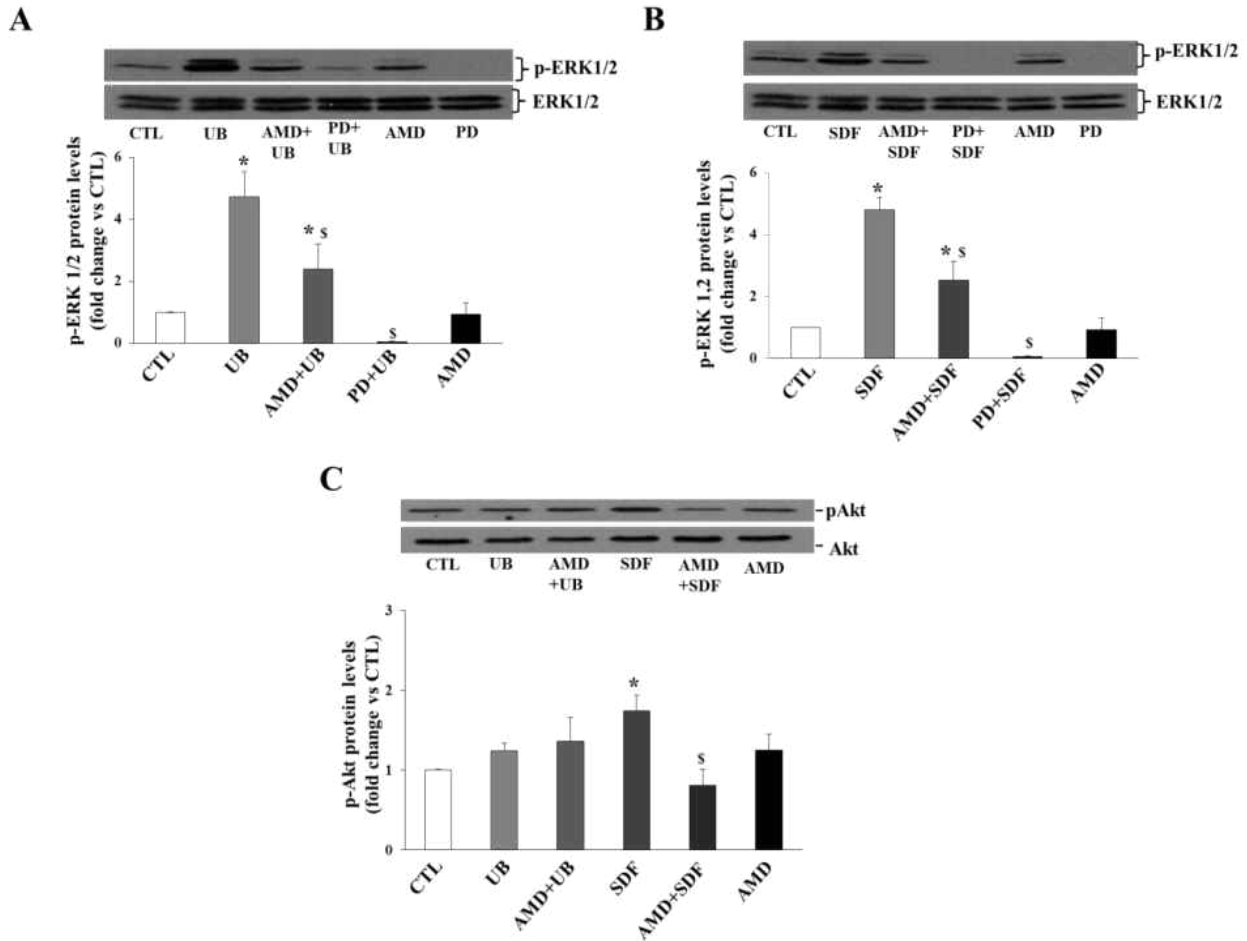 A
p-ERK1/2
ERK1/2
CTL UB AMD+ UB PD+ UB AMD PD
p-ERK 1/2 protein levels
(fold change vs CTL)
6
4
2
0
*
* $
$
CTL UB AMD+UB PD+UB AMD
B
p-ERK1/2
ERK1/2
CTL SDF AMD+ SDF PD+ SDF AMD PD
p-ERK 1,2 protein levels
(fold change vs CTL)
6
4
2
0
*
* $
$
CTL SDF AMD+SDF PD+SDF AMD
C
pAkt
Akt
CTL UB AMD +UB SDF AMD +SDF AMD
p-Akt protein levels
(fold change vs CTL)
3
2
1
0
*
$
CTL UB AMD+UB SDF AMD+SDF AMD